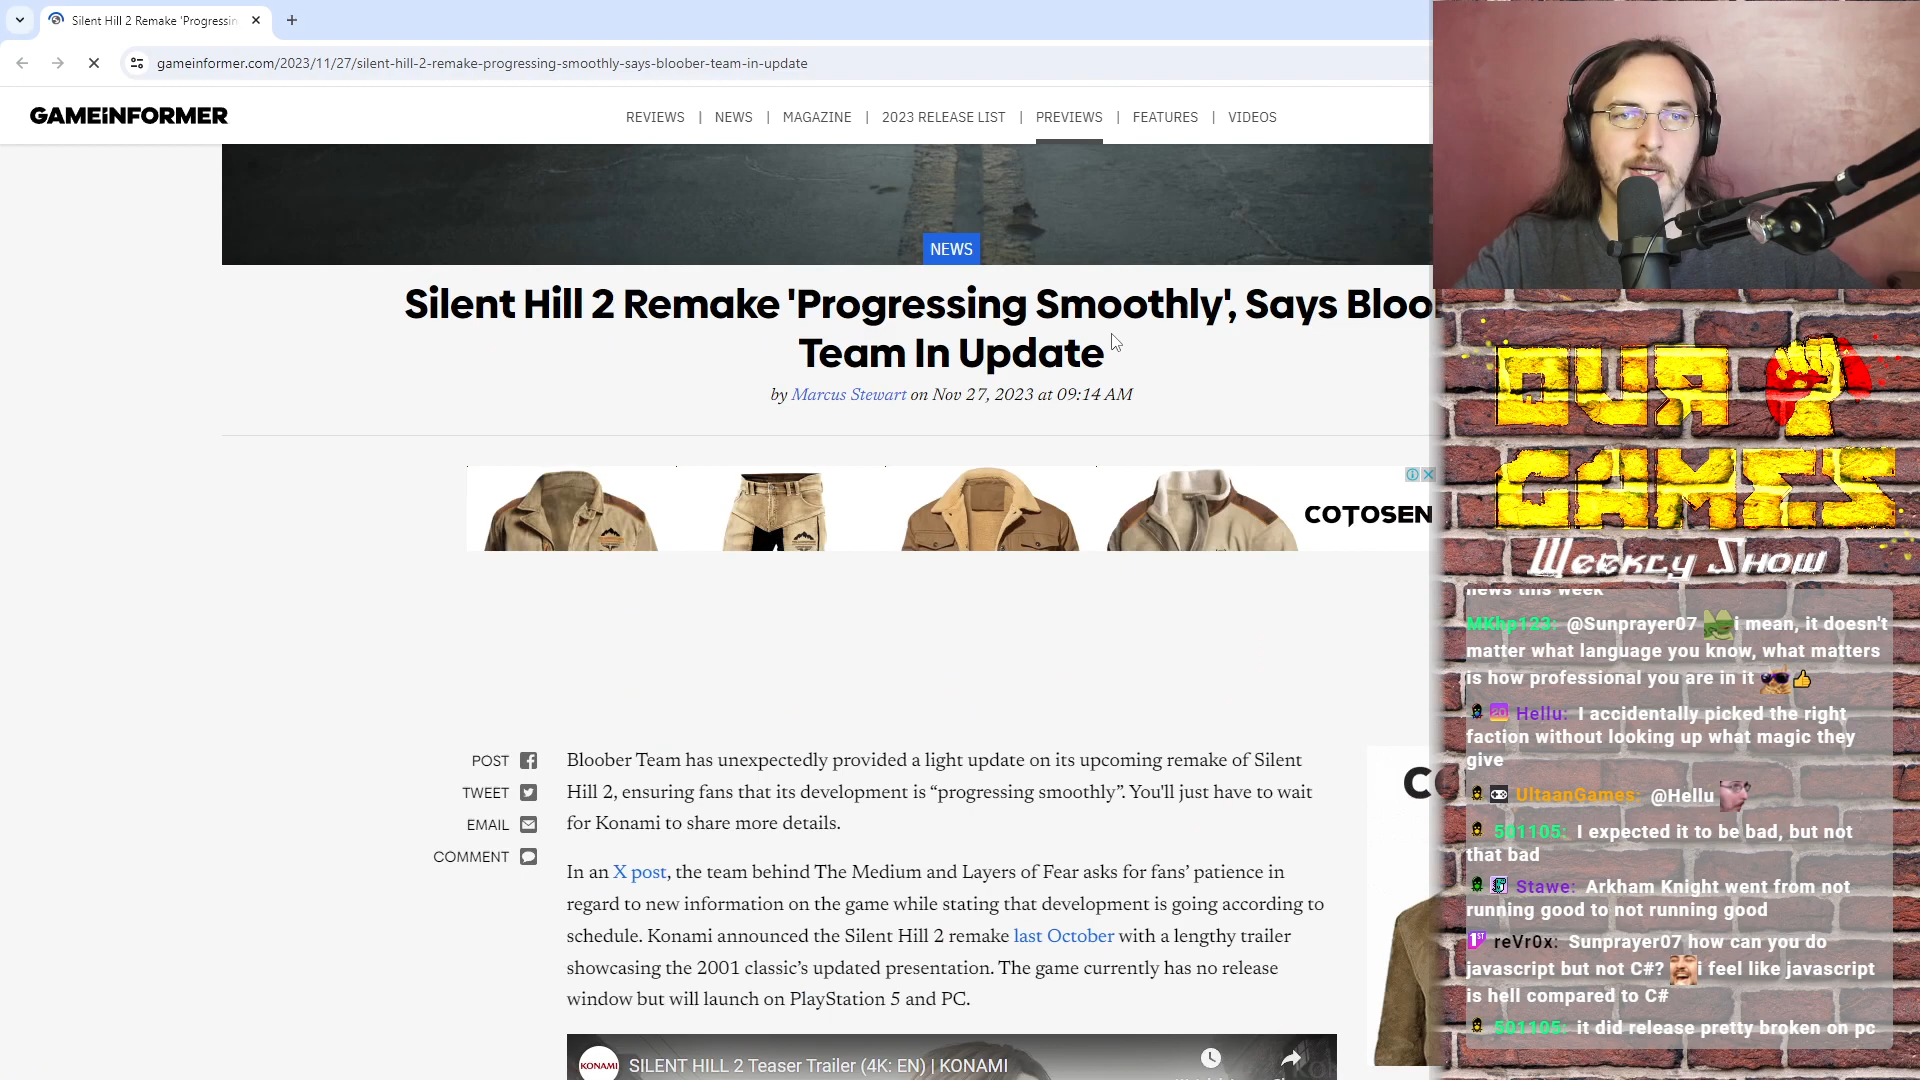 Silent Hill 2 Remake 'Progressin
gameinformer.com/2023/11/27/silent-hill-2-remake-progressing-smoothly-says-bloober-team-in-update
GAMEINFORMER
REVIEWS | NEWS | MAGAZINE | 2023 RELEASE LIST | PREVIEWS | FEATURES | VIDEOS
NEWS
Silent Hill 2 Remake 'Progressing Smoothly', Says Bloo
Team In Update
by Marcus Stewart on Nov 27, 2023 at 09:14 AM
COTOSEN
POST
TWEET
EMAIL
COMMENT
Bloober Team has unexpectedly provided a light update on its upcoming remake of Silent
Hill 2, ensuring fans that its development is “progressing smoothly”. You'll just have to wait
for Konami to share more details.
In an X post, the team behind The Medium and Layers of Fear asks for fans’ patience in
regard to new information on the game while stating that development is going according to
schedule. Konami announced the Silent Hill 2 remake last October with a lengthy trailer
showcasing the 2001 classic’s updated presentation. The game currently has no release
window but will launch on PlayStation 5 and PC.
KONAMI
SILENT HILL 2 Teaser Trailer (4K: EN) | KONAMI
OUR
GAMES
Weekly Show
news this week
MKhp123: @Sunprayer07 i mean, it doesn't
matter what language you know, what matters
is how professional you are in it
Hellu: I accidentally picked the right
faction without looking up what magic they
give
UltaanGames: @Hellu
501105: I expected it to be bad, but not
that bad
Stawe: Arkham Knight went from not
running good to not running good
1ST reVr0x: Sunprayer07 how can you do
javascript but not C#? i feel like javascript
is hell compared to C#
501105: it did release pretty broken on pc